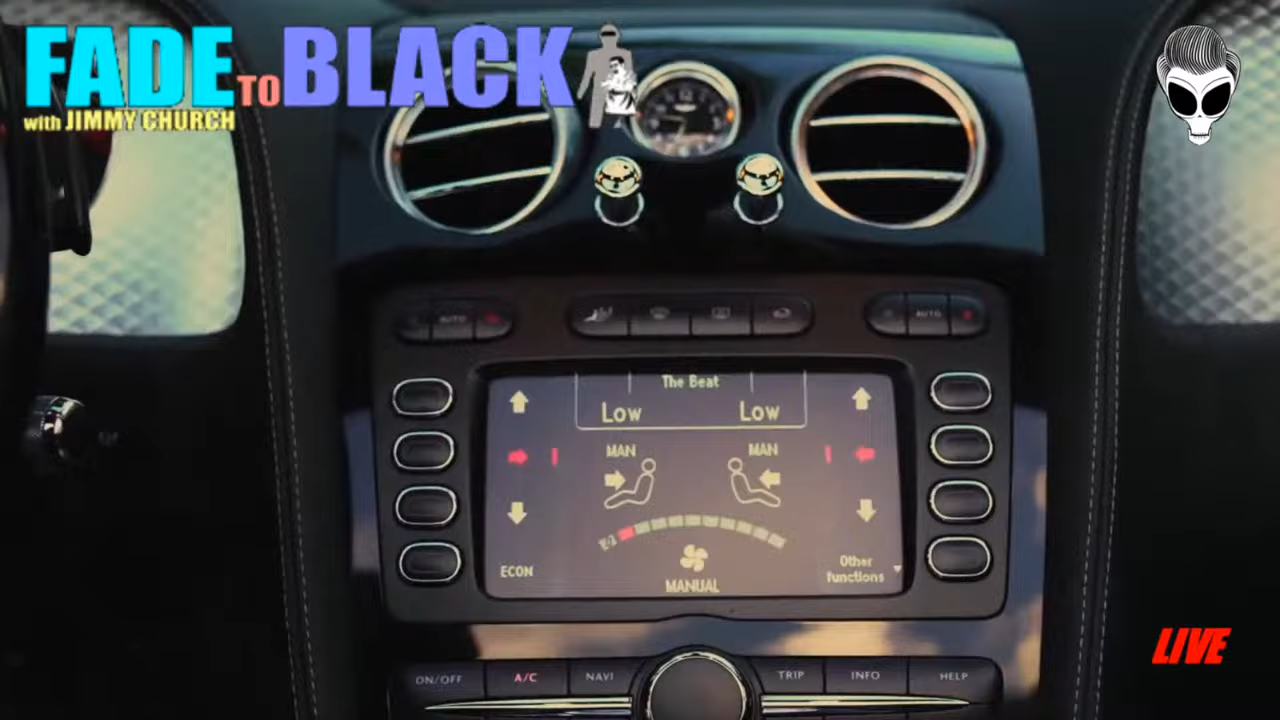 FADE TO BLACK
with JIMMY CHURCH
AUTO
AUTO
The Beat
Low Low
MAN MAN
ECON
MANUAL
Other
functions
LIVE
ON/OFF A/C NAVI TRIP INFO HELP